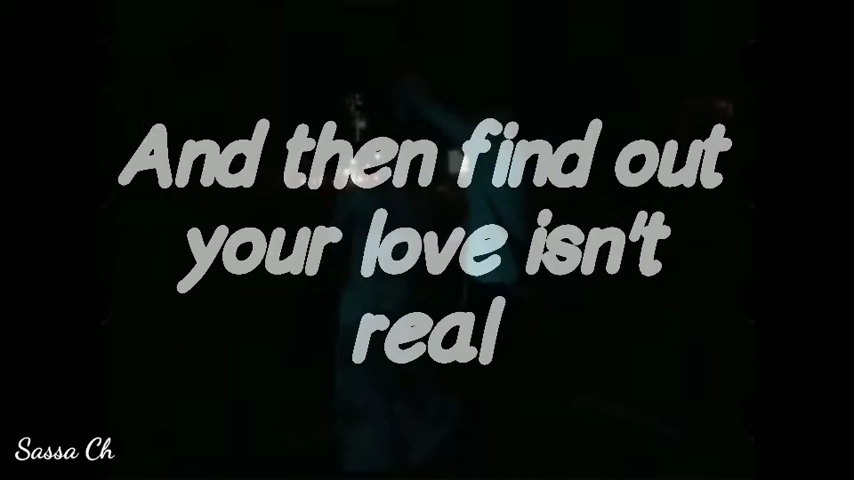 And then find out
your love isn't
real
Sassa Ch